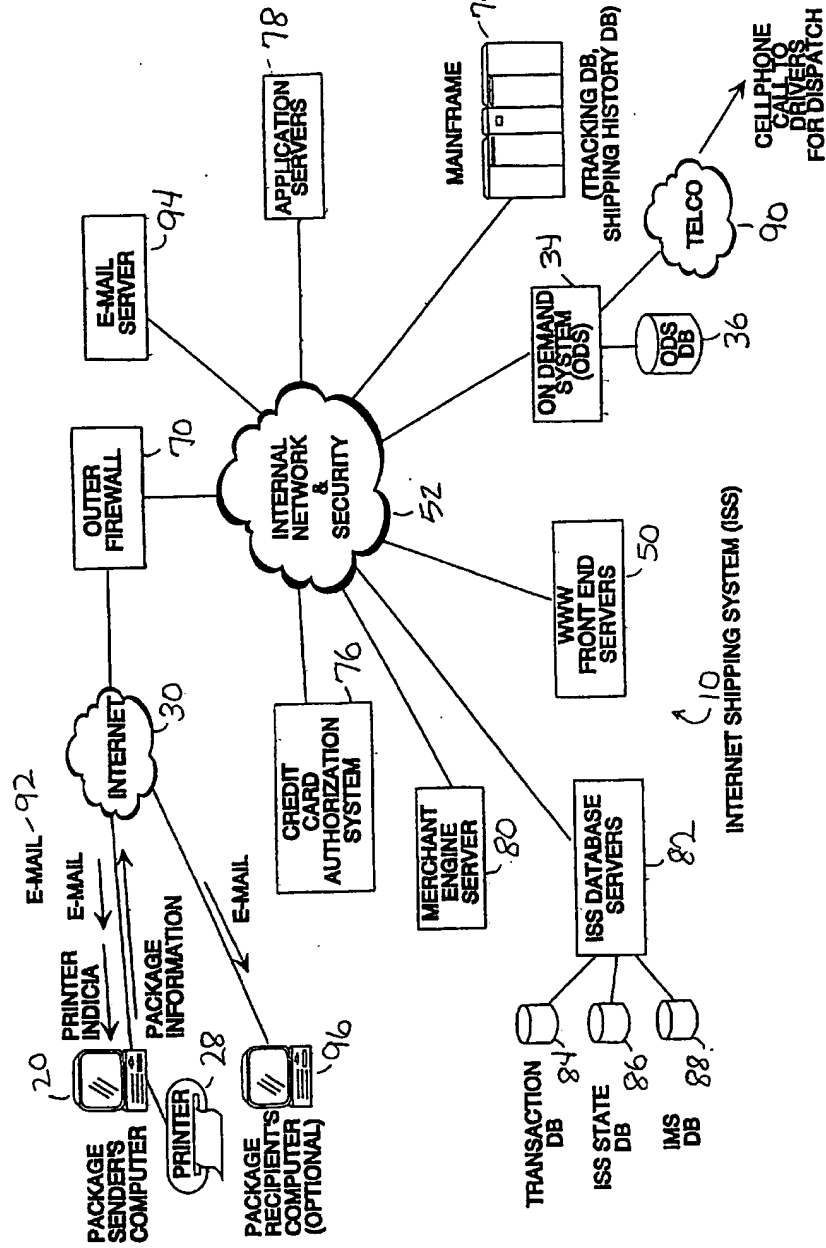 E-MAIL 92
20
PRINTER
INDICIA
E-MAIL
PACKAGE
INFORMATION
PACKAGE
SENDER'S
COMPUTER
PRINTER
28
INTERNET
30
E-MAIL
PACKAGE
RECIPIENT'S
COMPUTER
(OPTIONAL)
96
OUTER
FIREWALL
70
E-MAIL
SERVER
94
APPLICATION
SERVERS
78
INTERNAL
NETWORK
&
SECURITY
52
CREDIT
CARD
AUTHORIZATION
SYSTEM
76
MERCHANT
ENGINE
SERVER
80
ISS DATABASE
SERVERS
82
TRANSACTION
DB
84
ISS STATE
DB
86
IMS
DB
88
WWW
FRONT END
SERVERS
50
ON DEMAND
SYSTEM
(ODS)
34
ODS
DB
36
MAINFRAME
(TRACKING DB,
SHIPPING HISTORY DB)
TELCO
90
CELLPHONE
CALL TO
DRIVERS
FOR DISPATCH
10
INTERNET SHIPPING SYSTEM (ISS)